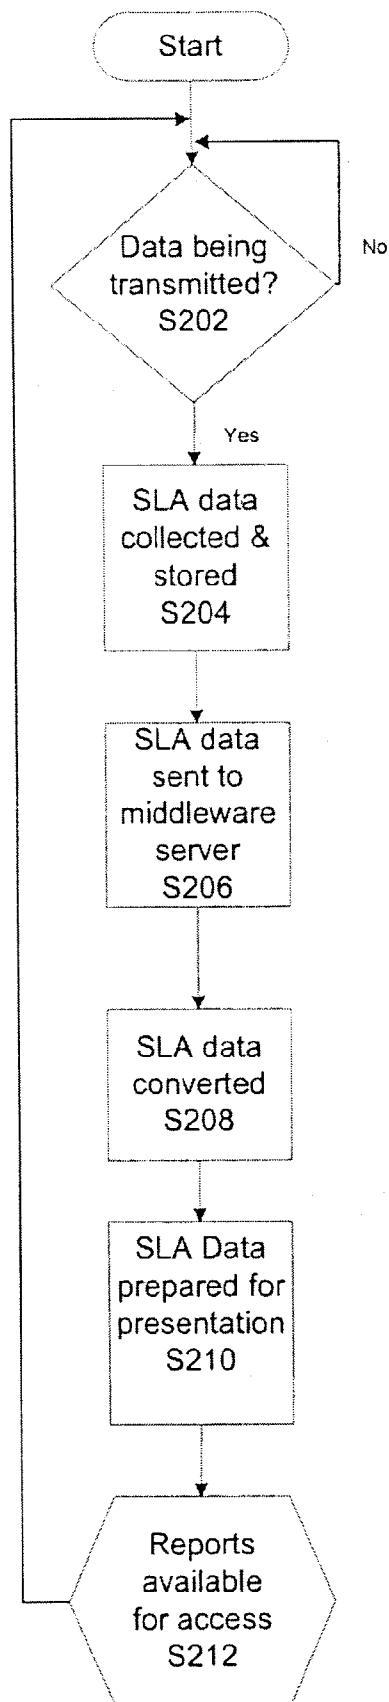 Start
Data being
transmitted?
S202
No
Yes
SLA data
collected &
stored
S204
SLA data
sent to
middleware
server
S206
SLA data
converted
S208
SLA Data
prepared for
presentation
S210
Reports
available
for access
S212